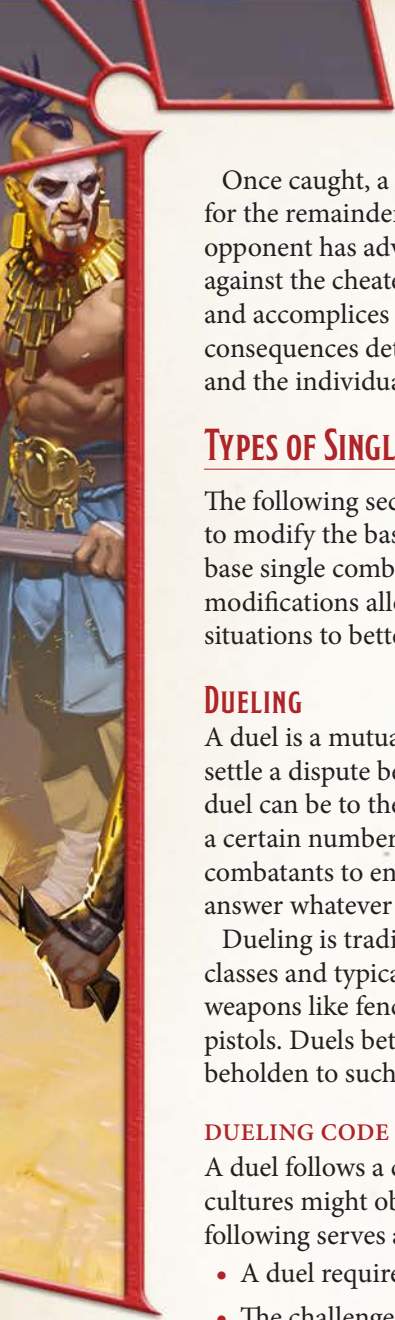 Once caught, a
for the remainder
opponent has adv
against the cheate
and accomplices
consequences det
and the individua
TYPES OF SINGL
The following sec
to modify the bas
base single comb
modifications allo
situations to bette
DUELING
A duel is a mutua
settle a dispute be
duel can be to the
a certain number
combatants to en
answer whatever
Dueling is tradi
classes and typica
weapons like fenc
pistols. Duels bet
beholden to such
DUELING CODE
A duel follows a c
cultures might ob
following serves a
• A duel require
• The challenge